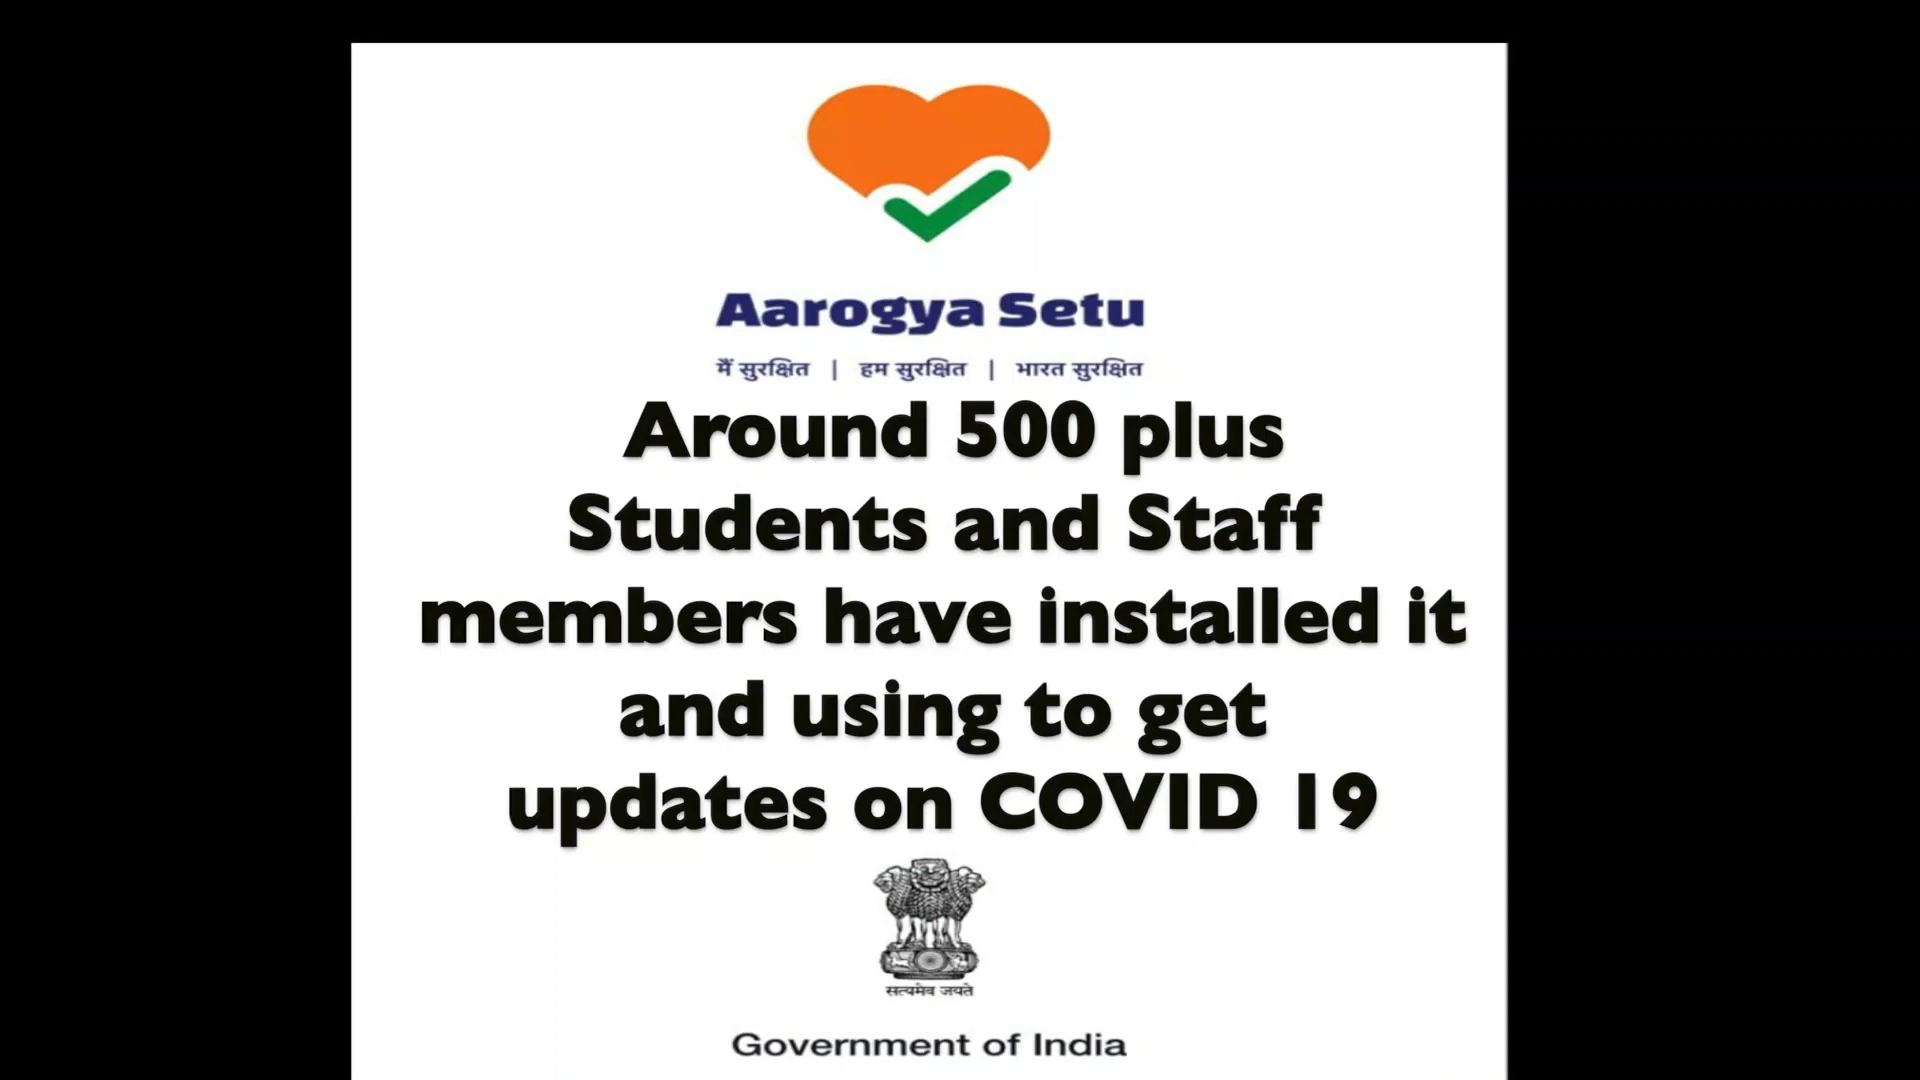 Aarogya Setu
मैं सुरक्षित | हम सुरक्षित | भारत सुरक्षित
Around 500 plus
Students and Staff
members have installed it
and using to get
updates on COVID 19
सत्यमेव जयते
Government of India